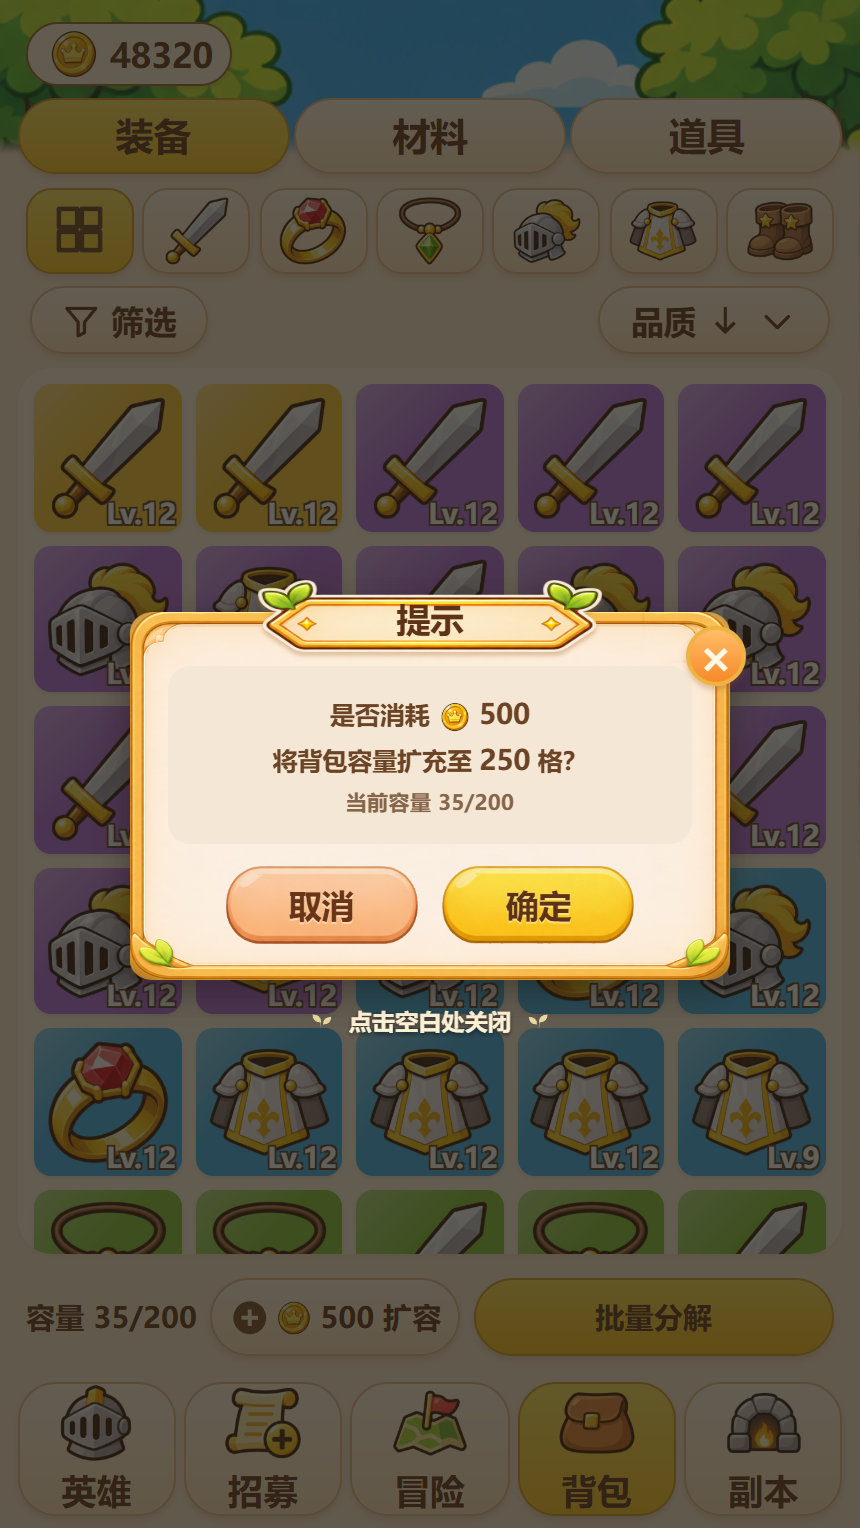 48320
装备
材料
道具
筛选
品质
Lv.12
Lv.12
Lv.12
Lv.12
Lv.12
Lv.12
Lv.12
提示
是否消耗 500
将背包容量扩充至 250 格?
当前容量 35/200
取消
确定
Lv.12
Lv.12
Lv.12
Lv.12
Lv.12
点击空白处关闭
Lv.12
Lv.12
Lv.12
Lv.12
Lv.9
容量 35/200
500 扩容
批量分解
英雄
招募
冒险
背包
副本